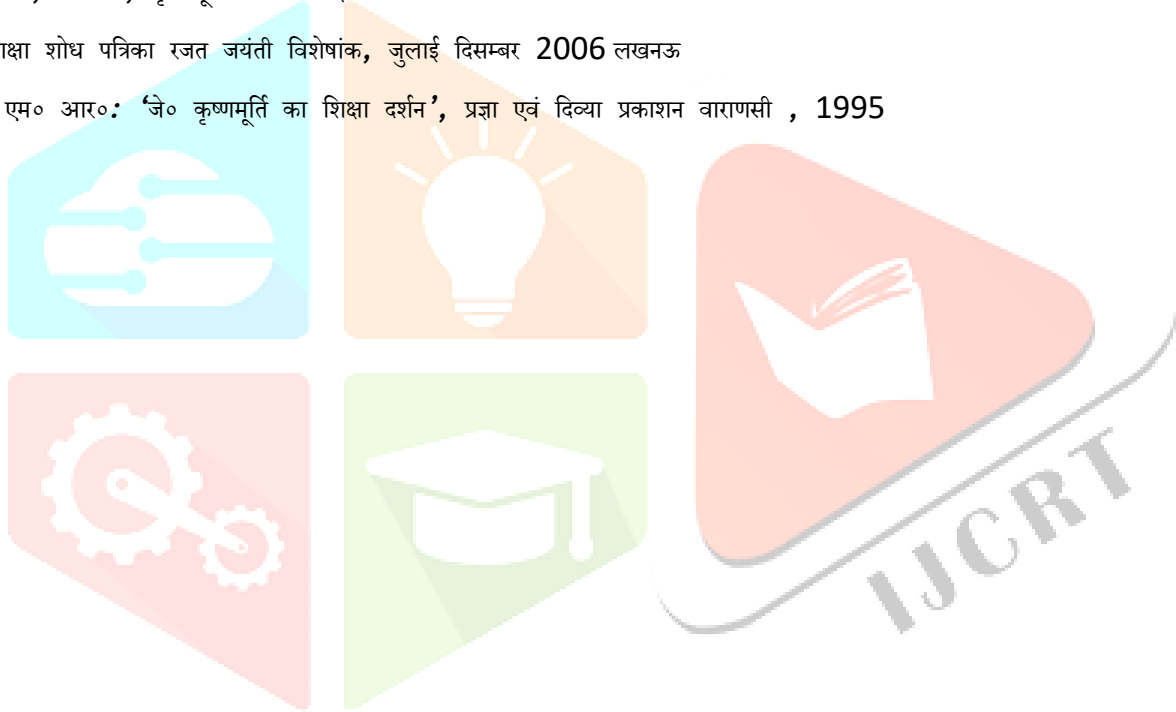 शोध पत्रिका रजत जयंती विशेषांक, जुलाई दिसम्बर 2006 लखनऊ
एम० आर०: ‘जे० कृष्णमूर्ति का शिक्षा दर्शन’, प्रज्ञा एवं दिव्या प्रकाशन वाराणसी , 1995
IJCRT